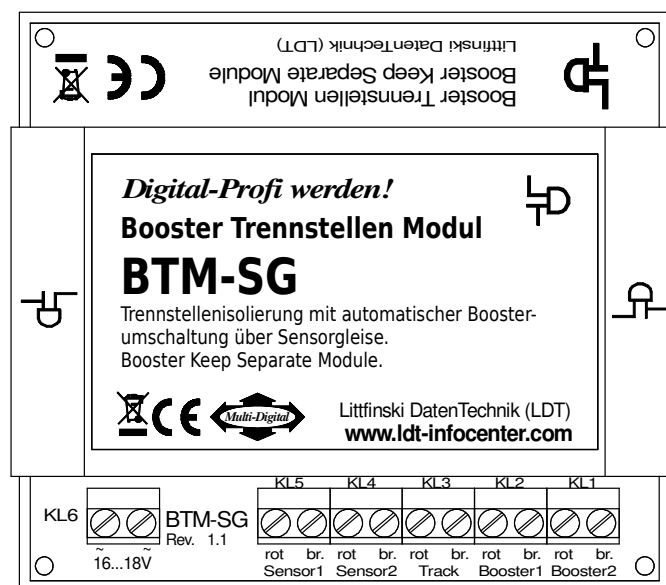 Littfinski DatenTechnik (LDT)
Booster Keep Separate Module
Booster Trennstellen Modul
Digital-Profi werden!
Booster Trennstellen Modul
BTM-SG
Trennstellenisolierung mit automatischer Booster-
umschaltung über Sensorgleise.
Booster Keep Separate Module.
Multi-Digital
Littfinski DatenTechnik (LDT)
www.ldt-infocenter.com
KL5 KL4 KL3 KL2 KL1
KL6
BTM-SG
Rev. 1.1
~ ~
16...18V
rot br. rot br. rot br. rot br. rot br.
Sensor1 Sensor2 Track Booster1 Booster2